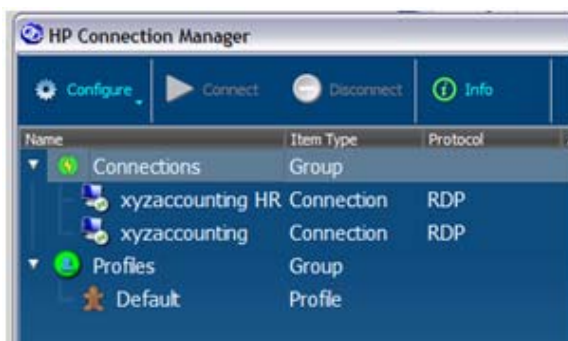 HP Connection Manager
Configure Connect Disconnect Info
Name Item Type Protocol
Connections Group
xyzaccounting HR Connection RDP
xyzaccounting Connection RDP
Profiles Group
Default Profile